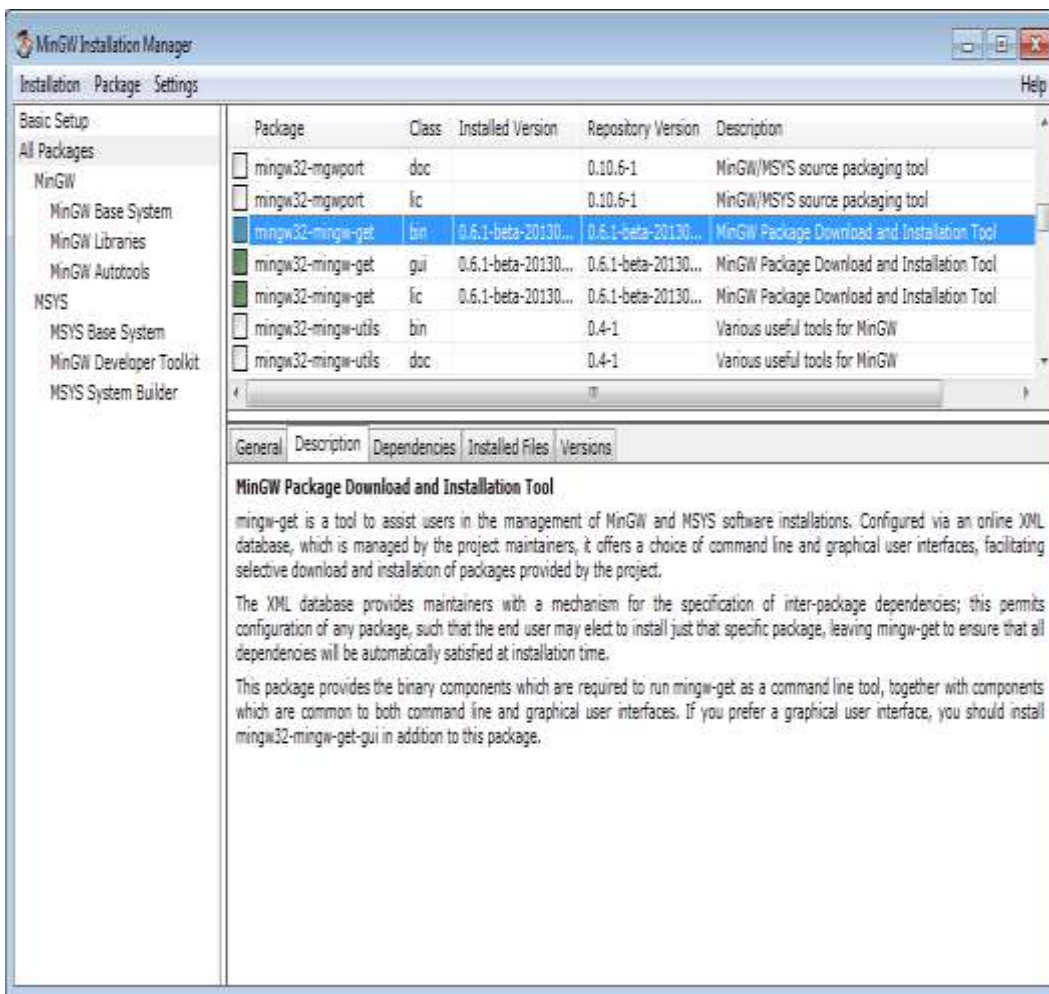 MinGW Installation Manager
Installation Package Settings Help
Basic Setup
All Packages
MinGW
MinGW Base System
MinGW Libraries
MinGW Autotools
MSYS
MSYS Base System
MinGW Developer Toolkit
MSYS System Builder
Package Class Installed Version Repository Version Description
mingw32-mgwport doc 0.10.6-1 MinGW/MSYS source packaging tool
mingw32-mgwport lic 0.10.6-1 MinGW/MSYS source packaging tool
mingw32-mingw-get bin 0.6.1-beta-20130... 0.6.1-beta-20130... MinGW Package Download and Installation Tool
mingw32-mingw-get gui 0.6.1-beta-20130... 0.6.1-beta-20130... MinGW Package Download and Installation Tool
mingw32-mingw-get lic 0.6.1-beta-20130... 0.6.1-beta-20130... MinGW Package Download and Installation Tool
mingw32-mingw-utils bin 0.4-1 Various useful tools for MinGW
mingw32-mingw-utils doc 0.4-1 Various useful tools for MinGW
General Description Dependencies Installed Files Versions
MinGW Package Download and Installation Tool
mingw-get is a tool to assist users in the management of MinGW and MSYS software installations. Configured via an online XML
database, which is managed by the project maintainers, it offers a choice of command line and graphical user interfaces, facilitating
selective download and installation of packages provided by the project.
The XML database provides maintainers with a mechanism for the specification of inter-package dependencies; this permits
configuration of any package, such that the end user may elect to install just that specific package, leaving mingw-get to ensure that all
dependencies will be automatically satisfied at installation time.
This package provides the binary components which are required to run mingw-get as a command line tool, together with components
which are common to both command line and graphical user interfaces. If you prefer a graphical user interface, you should install
mingw32-mingw-get-gui in addition to this package.